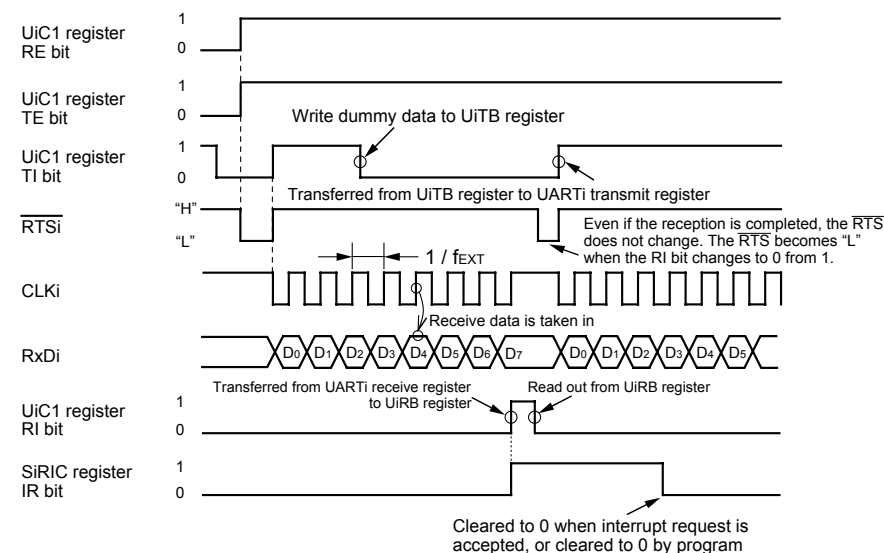 UiC1 register
RE bit
1
0
UiC1 register
TE bit
1
0
Write dummy data to UiTB register
UiC1 register
TI bit
1
0
Transferred from UiTB register to UARTi transmit register
RTSi
“H”
“L”
Even if the reception is completed, the RTS
does not change. The RTS becomes “L”
when the RI bit changes to 0 from 1.
1 / fEXT
CLKi
Receive data is taken in
RxDi
D0 D1 D2 D3 D4 D5 D6 D7 D0 D1 D2 D3 D4 D5
Transferred from UARTi receive register
to UiRB register
Read out from UiRB register
UiC1 register
RI bit
1
0
SiRIC register
IR bit
1
0
Cleared to 0 when interrupt request is
accepted, or cleared to 0 by program